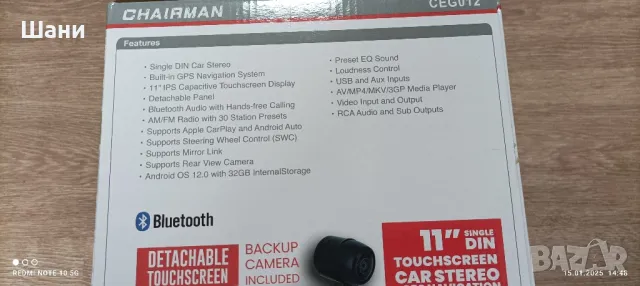 Шани
CHAIRMAN
CEG012
Features
• Single DIN Car Stereo
• Built-in GPS Navigation System
• 11" IPS Capacitive Touchscreen Display
• Detachable Panel
• Bluetooth Audio with Hands-free Calling
• AM/FM Radio with 30 Station Presets
• Supports Apple CarPlay and Android Auto
• Supports Steering Wheel Control (SWC)
• Supports Mirror Link
• Supports Rear View Camera
• Android OS 12.0 with 32GB InternalStorage
• Preset EQ Sound
• Loudness Control
• USB and Aux Inputs
• AV/MP4/MKV/3GP Media Player
• Video Input and Output
• RCA Audio and Sub Outputs
Bluetooth
DETACHABLE
TOUCHSCREEN
BACKUP
CAMERA
INCLUDED
11" SINGLE
DIN
TOUCHSCREEN
CAR STEREO
REDMI NOTE 10 5G
15.01.2025 14:46
BAZAR